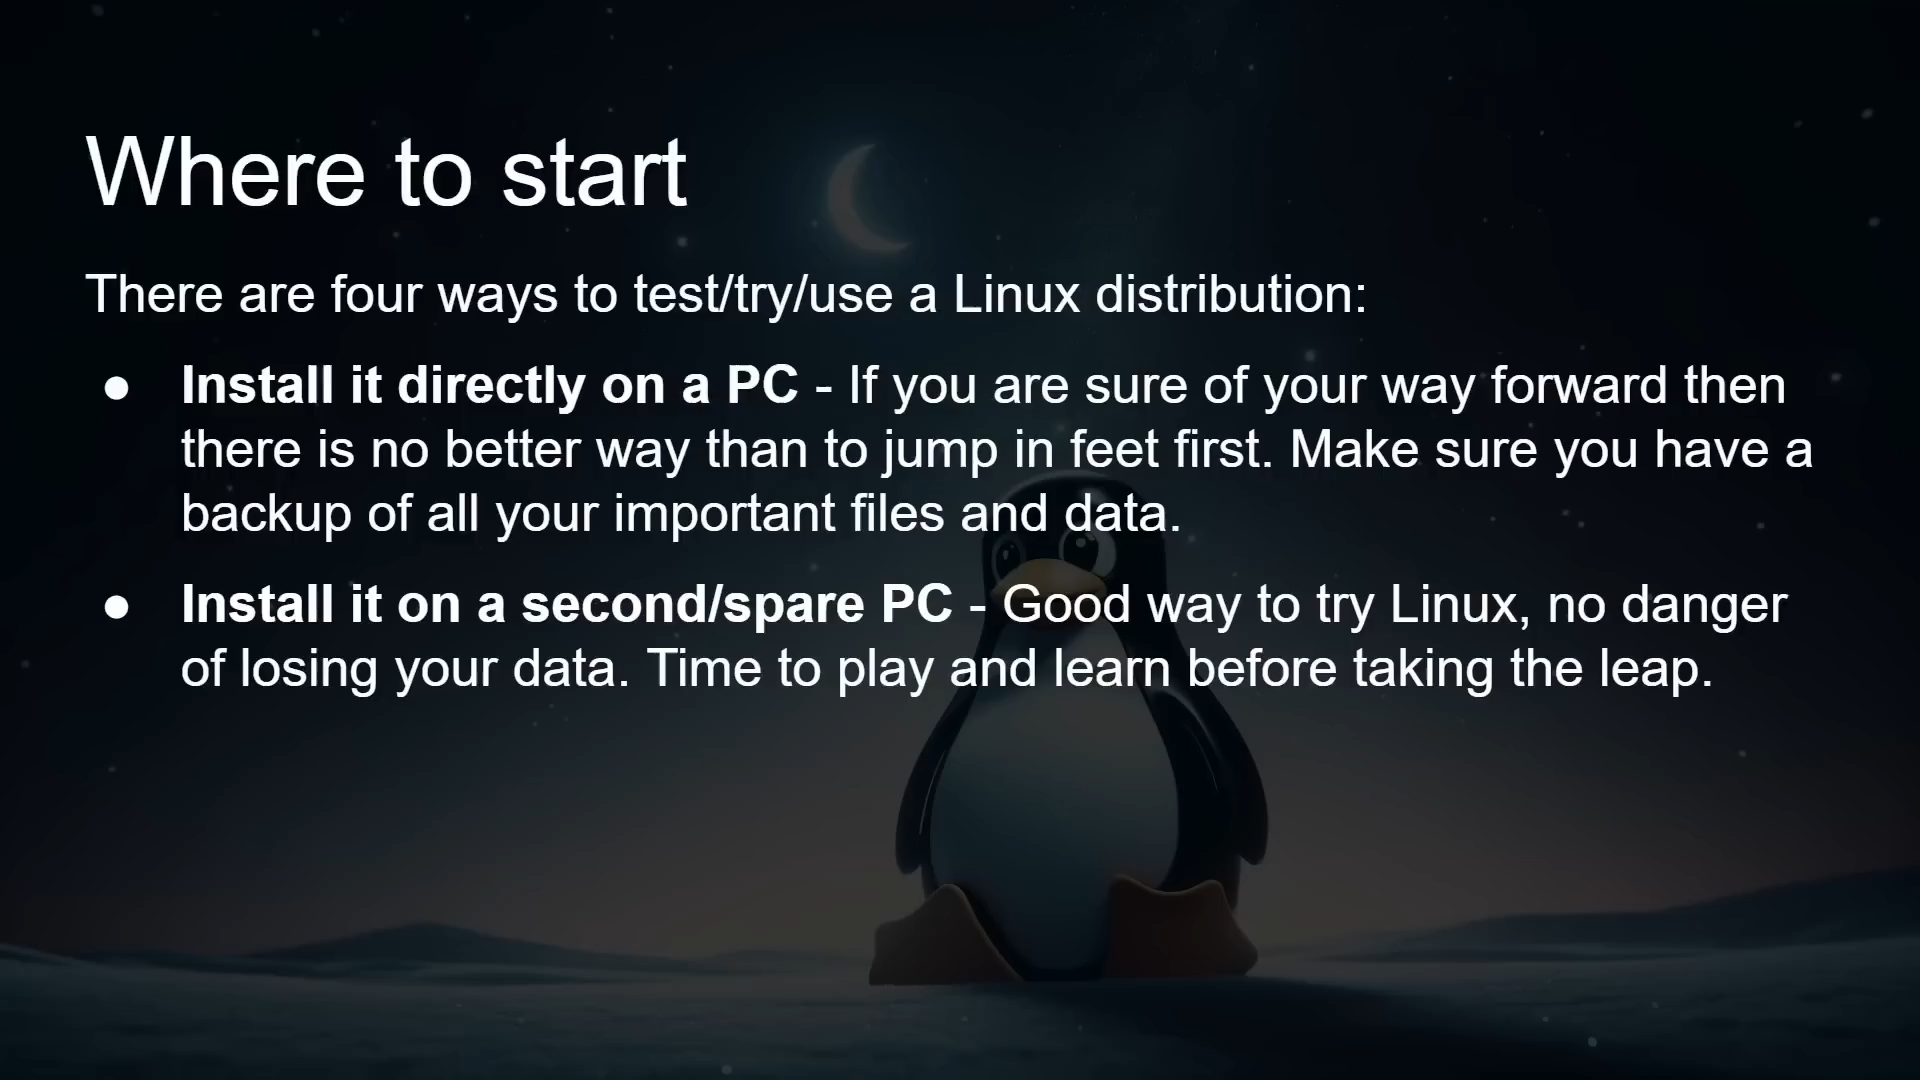 Where to start
There are four ways to test/try/use a Linux distribution:
● Install it directly on a PC - If you are sure of your way forward then
there is no better way than to jump in feet first. Make sure you have a
backup of all your important files and data.
● Install it on a second/spare PC - Good way to try Linux, no danger
of losing your data. Time to play and learn before taking the leap.